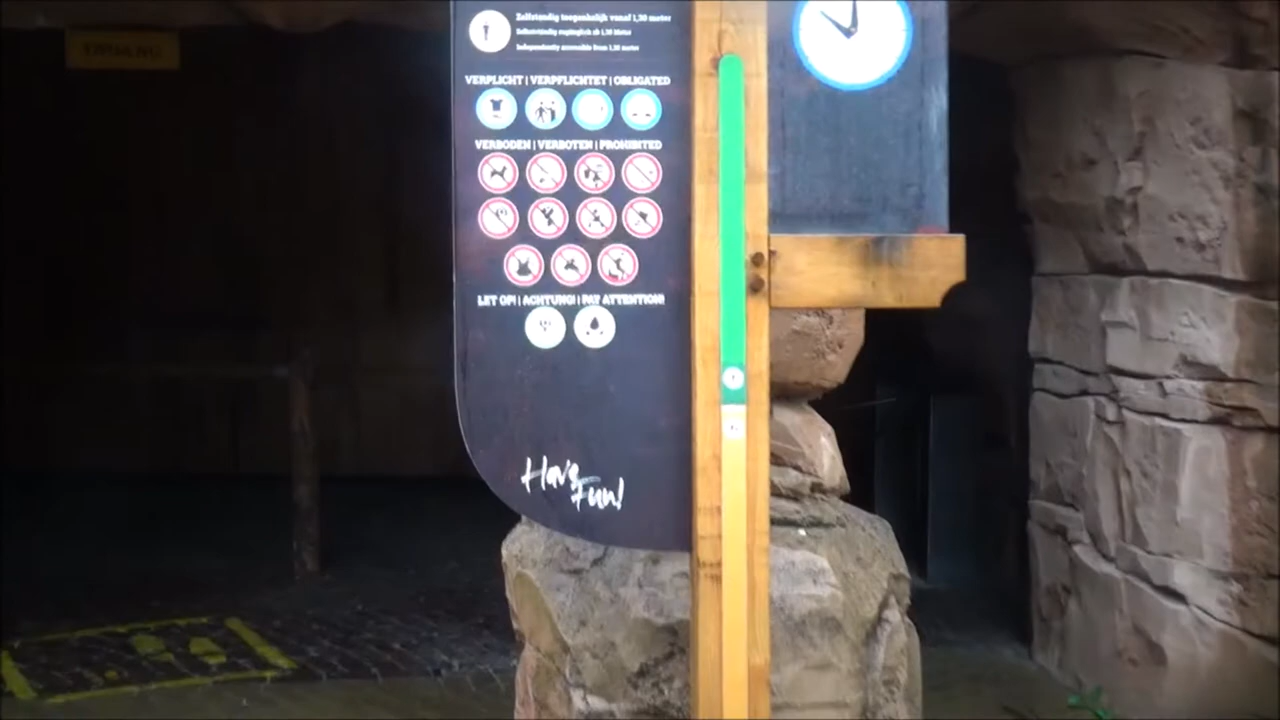 Zelfstandig toegankelijk vanaf 1,30 meter
Selbstständig zugänglich ab 1,30 Meter
Independently accessible from 1.30 meter
VERPLICHT | VERPFLICHTET | OBLIGATED
VERBODEN | VERBOTEN | PROHIBITED
LET OP! | ACHTUNG! | PAY ATTENTION!
Have
Fun!